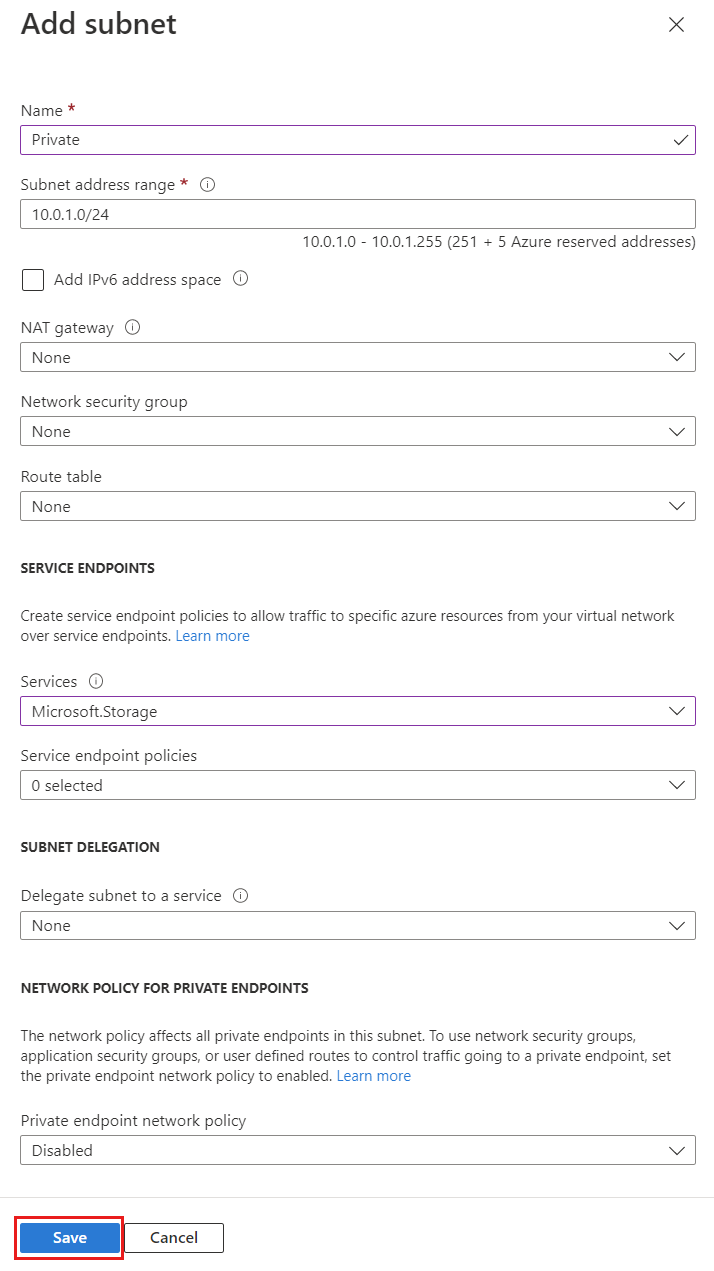 Add subnet
Name *
Private
Subnet address range *
10.0.1.0/24
10.0.1.0 - 10.0.1.255 (251 + 5 Azure reserved addresses)
Add IPv6 address space
NAT gateway
None
Network security group
None
Route table
None
SERVICE ENDPOINTS
Create service endpoint policies to allow traffic to specific azure resources from your virtual network
over service endpoints. Learn more
Services
Microsoft.Storage
Service endpoint policies
0 selected
SUBNET DELEGATION
Delegate subnet to a service
None
NETWORK POLICY FOR PRIVATE ENDPOINTS
The network policy affects all private endpoints in this subnet. To use network security groups,
application security groups, or user defined routes to control traffic going to a private endpoint, set
the private endpoint network policy to enabled. Learn more
Private endpoint network policy
Disabled
Save Cancel